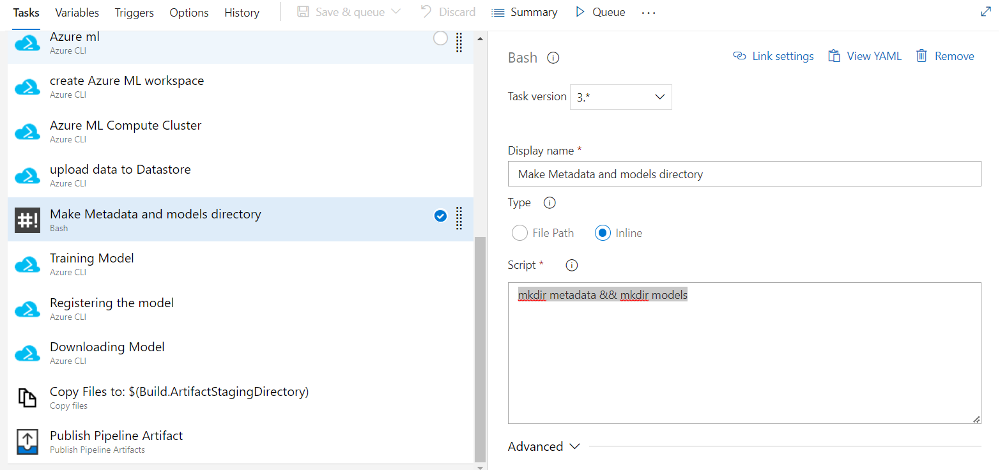 Tasks Variables Triggers Options History Save & queue Discard Summary Queue ...
Azure ml
Azure CLI
create Azure ML workspace
Azure CLI
Azure ML Compute Cluster
Azure CLI
upload data to Datastore
Azure CLI
#!
Make Metadata and models directory
Bash
Training Model
Azure CLI
Registering the model
Azure CLI
Downloading Model
Azure CLI
Copy Files to: $(Build.ArtifactStagingDirectory)
Copy files
Publish Pipeline Artifact
Publish Pipeline Artifacts
Bash Link settings View YAML Remove
Task version 3.*
Display name *
Make Metadata and models directory
Type
File Path Inline
Script *
mkdir metadata && mkdir models
Advanced